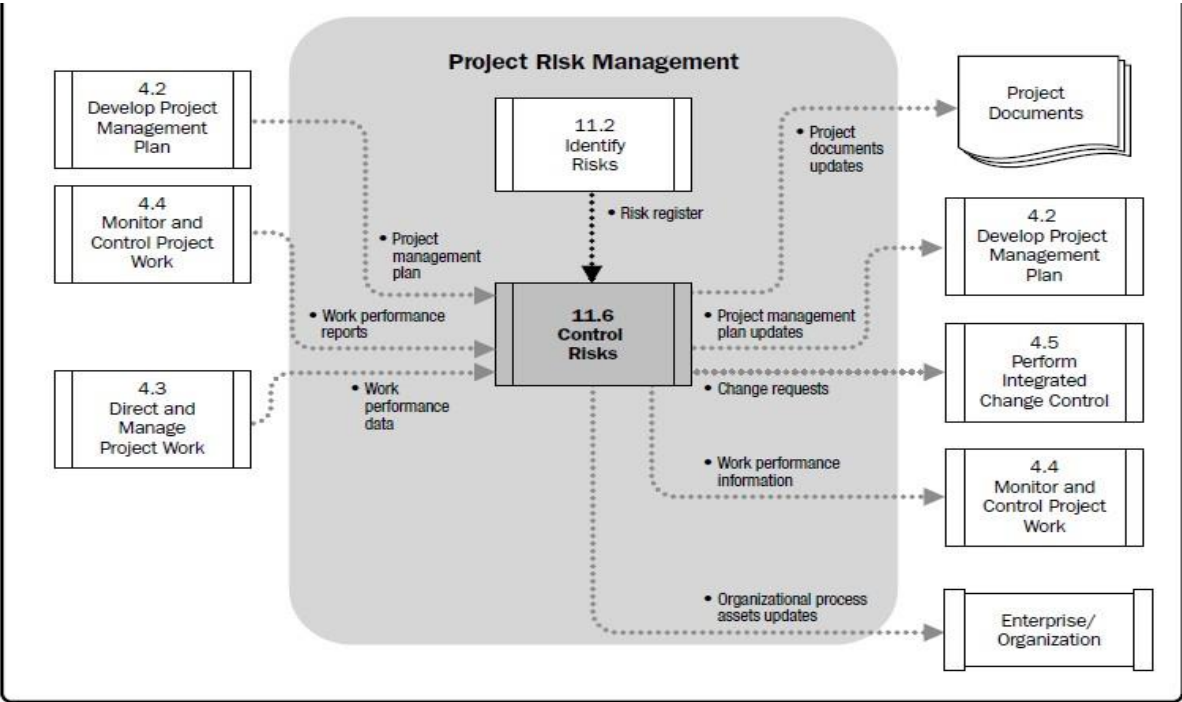 Project Risk Management
4.2
Develop Project
Management
Plan
4.4
Monitor and
Control Project
Work
4.3
Direct and
Manage
Project Work
11.2
Identify
Risks
• Risk register
• Project
management
plan
• Work performance
reports
• Work
performance
data
11.6
Control
Risks
• Project
documents
updates
• Project management
plan updates
• Change requests
• Work performance
information
• Organizational process
assets updates
Project
Documents
4.2
Develop Project
Management
Plan
4.5
Perform
Integrated
Change Control
4.4
Monitor and
Control Project
Work
Enterprise/
Organization